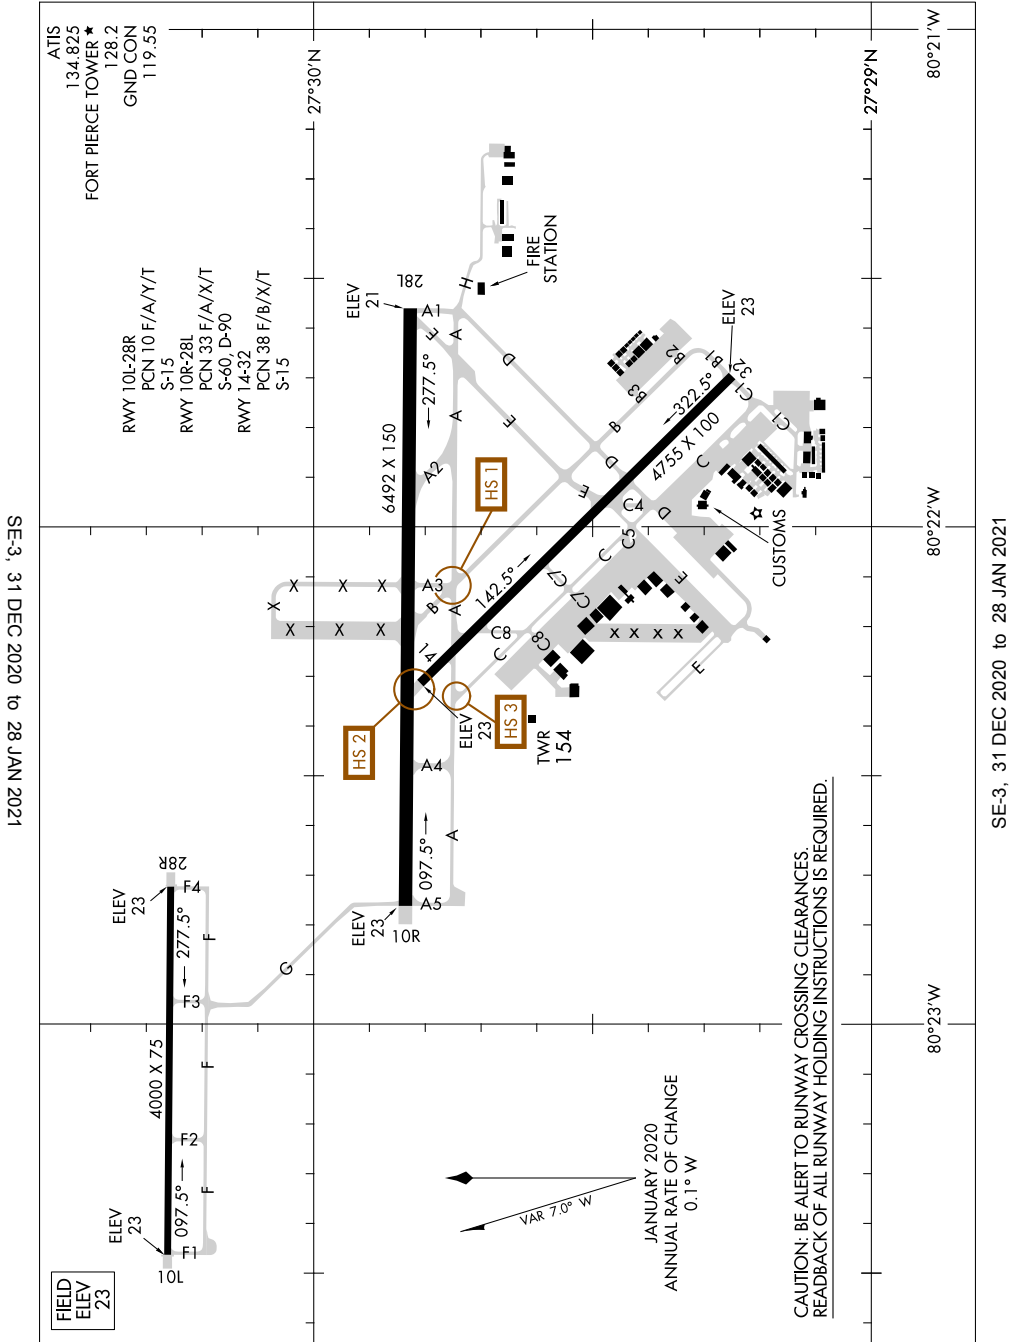 ATIS
134.825
FORT PIERCE TOWER ★
128.2
GND CON
119.55
RWY 10L-28R
PCN 10 F/A/Y/T
S-15
RWY 10R-28L
PCN 33 F/A/X/T
S-60, D-90
RWY 14-32
PCN 38 F/B/X/T
S-15
27°30'N
27°29'N
80°21'W
80°22'W
80°23'W
FIRE
STATION
H
ELEV
21
28L
A1
E
A
D
277.5°
A
E
A2
6492 X 150
HS 1
ELEV
23
32
B1
B2
B3
B
D
C1
C1
322.5°
4755 X 100
C
E
C4
D
C5
C
CUSTOMS
E
X
X
X
X
X
X
X
A3
B
A
142.5°
C7
C7
C8
C8
C
X
X
X
X
E
14
HS 2
ELEV
23
HS 3
TWR
154
A4
A
097.5°
A5
ELEV
23
10R
G
28R
ELEV
23
F4
277.5°
F
F3
4000 X 75
F
F2
F
097.5°
ELEV
23
F1
10L
FIELD
ELEV
23
JANUARY 2020
ANNUAL RATE OF CHANGE
0.1° W
VAR 7.0° W
CAUTION: BE ALERT TO RUNWAY CROSSING CLEARANCES.
READBACK OF ALL RUNWAY HOLDING INSTRUCTIONS IS REQUIRED.
SE-3, 31 DEC 2020 to 28 JAN 2021
SE-3, 31 DEC 2020 to 28 JAN 2021